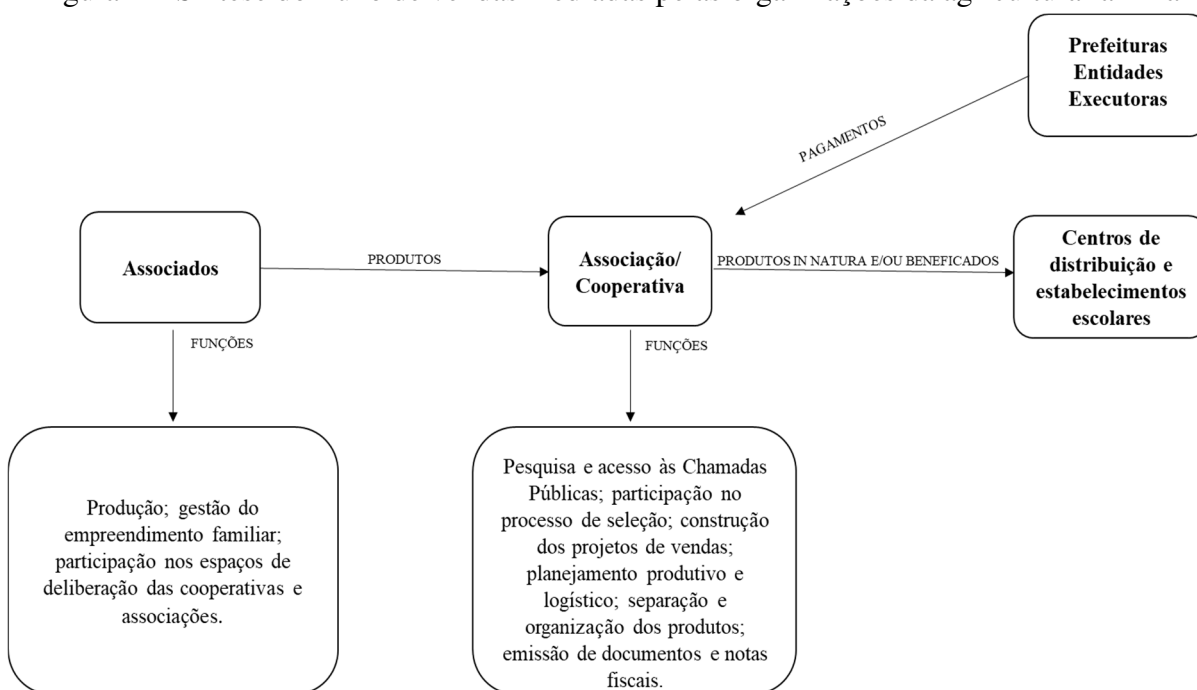 Prefeituras
Entidades
Executoras
PAGAMENTOS
Associados
PRODUTOS
Associação/
Cooperativa
PRODUTOS IN NATURA E/OU BENEFICADOS
Centros de
distribuição e
estabelecimentos
escolares
FUNÇÕES
FUNÇÕES
Produção; gestão do
empreendimento familiar;
participação nos espaços de
deliberação das cooperativas e
associações.
Pesquisa e acesso às Chamadas
Públicas; participação no
processo de seleção; construção
dos projetos de vendas;
planejamento produtivo e
logístico; separação e
organização dos produtos;
emissão de documentos e notas
fiscais.